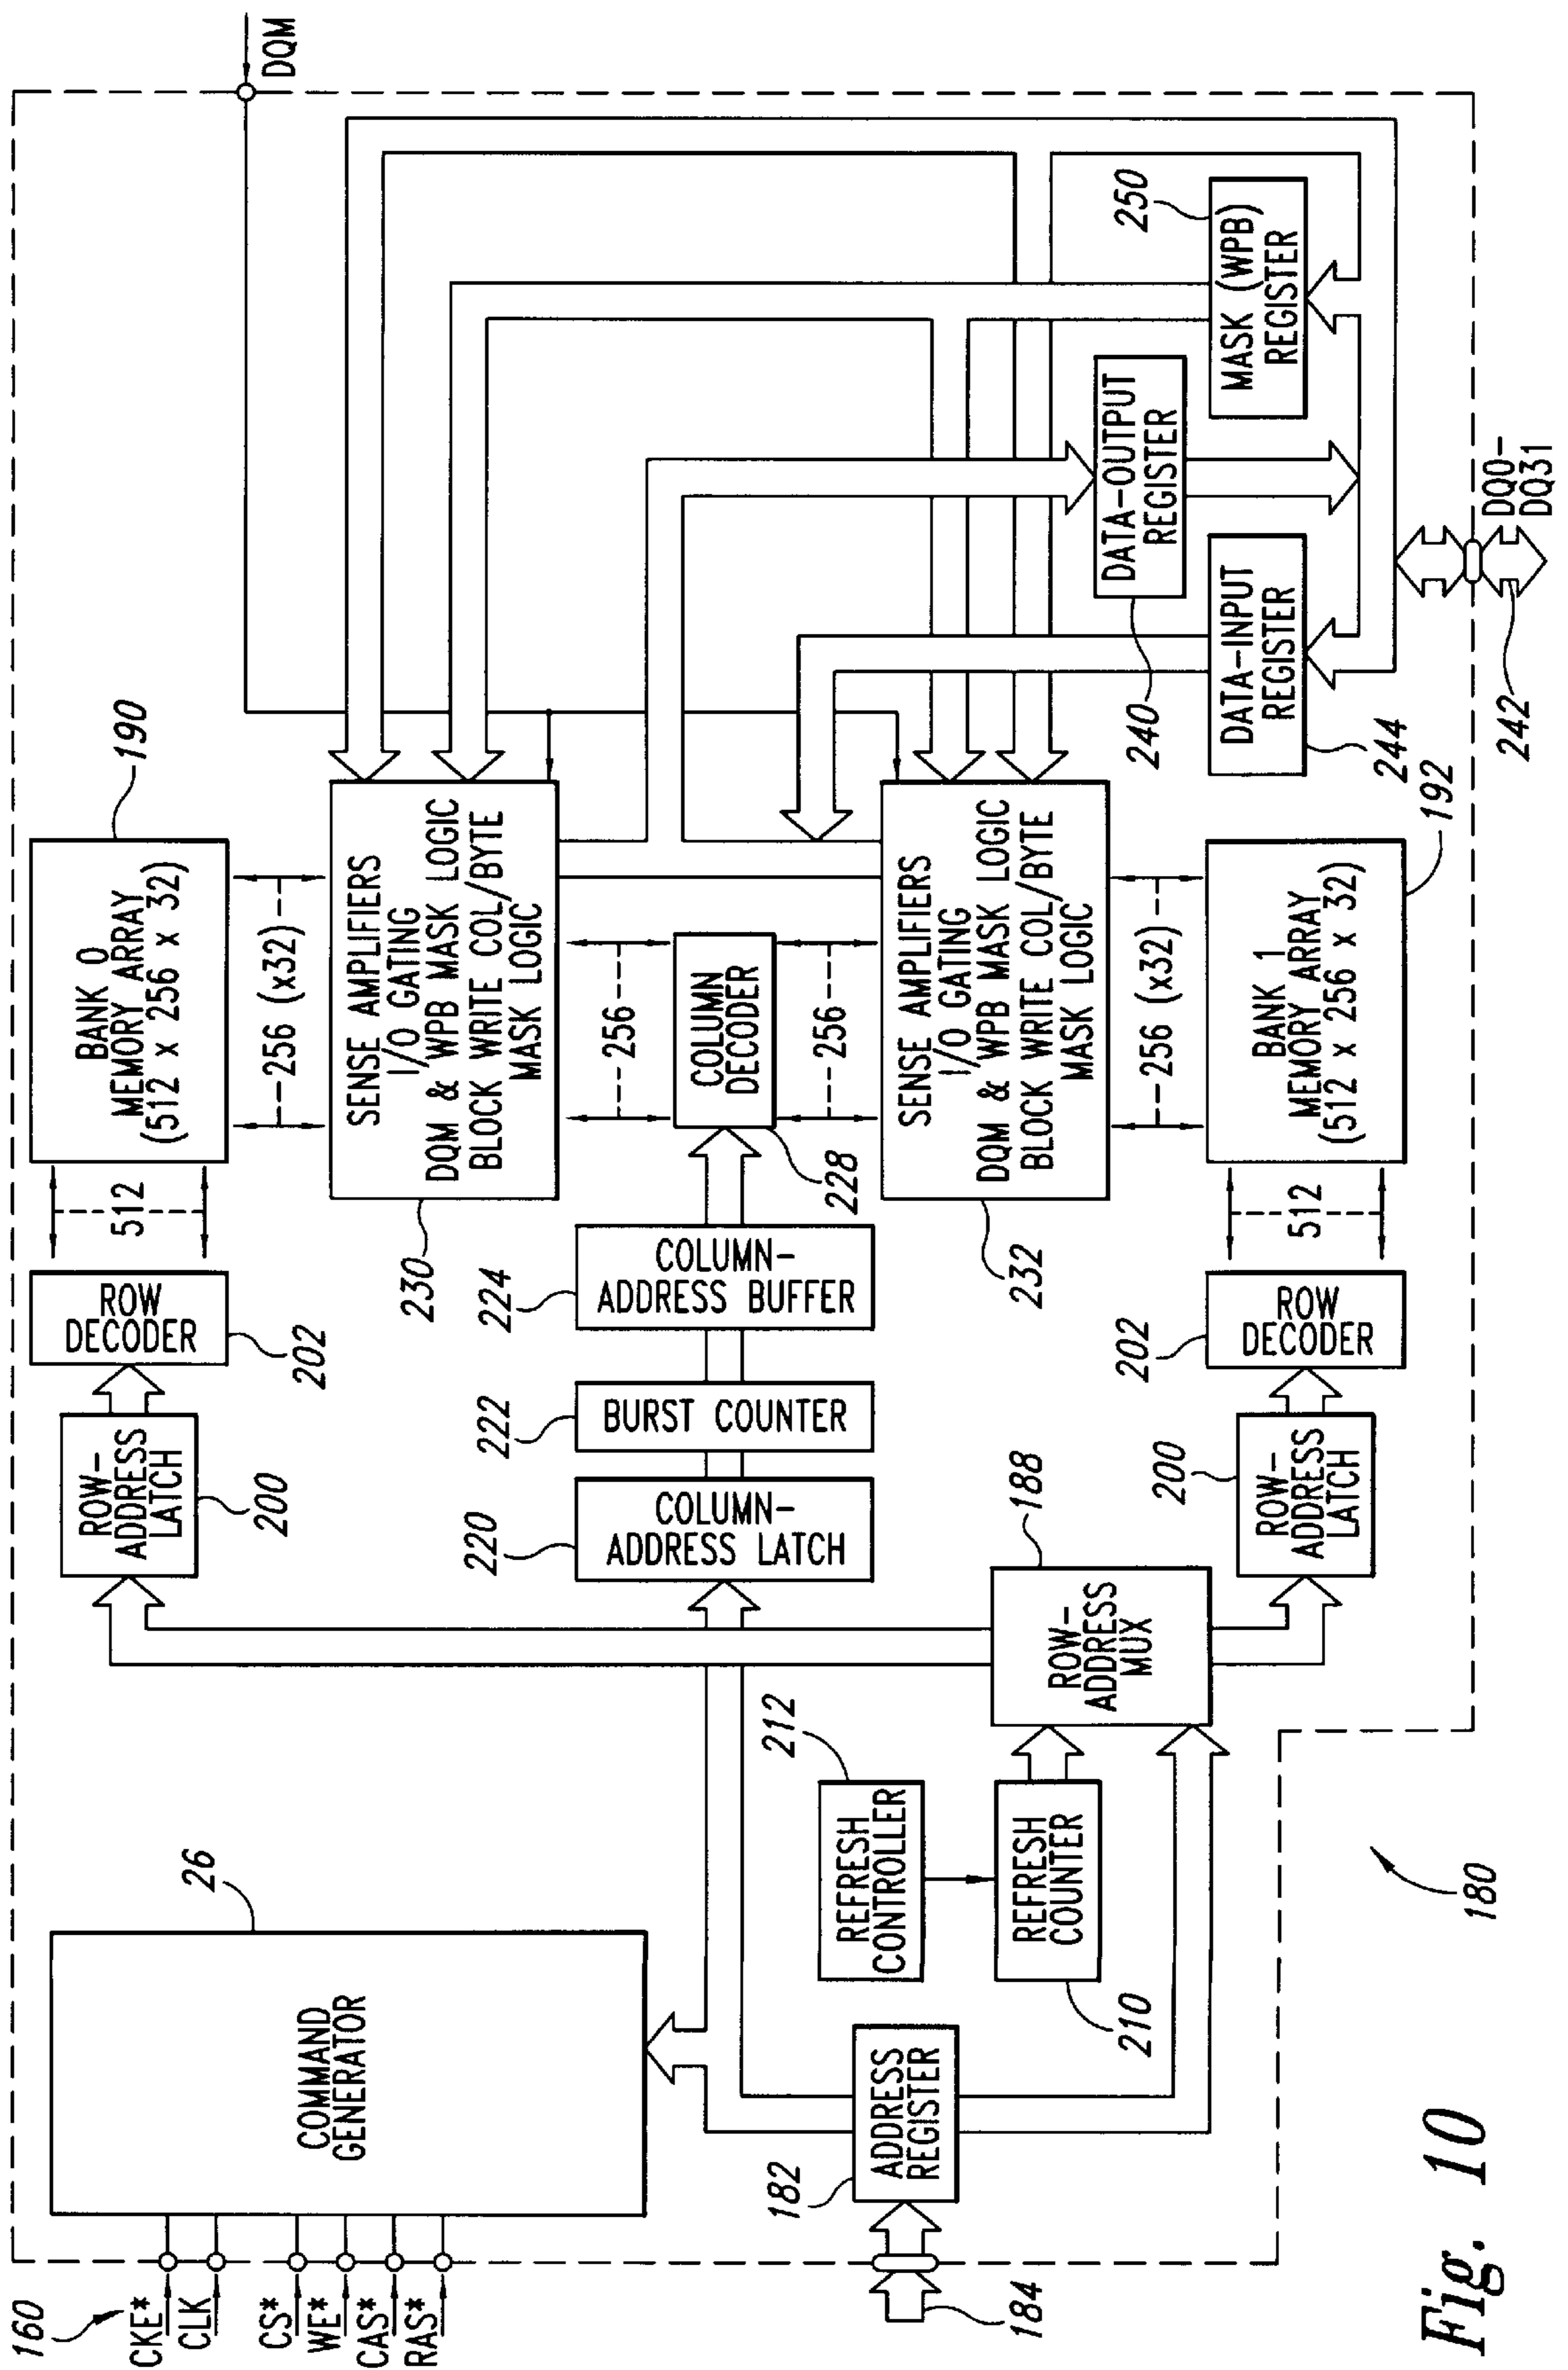 160
CKE*
CLK
CS*
WE*
CAS*
RAS*
COMMAND
GENERATOR
26
184
182
ADDRESS
REGISTER
REFRESH
CONTROLLER
212
REFRESH
COUNTER
210
ROW-
ADDRESS
MUX
188
ROW-
ADDRESS
LATCH
200
ROW
DECODER
202
512
BANK 0
MEMORY ARRAY
(512 x 256 x 32)
190
256 (x32)
SENSE AMPLIFIERS
I/O GATING
DQM & WPB MASK LOGIC
BLOCK WRITE COL/BYTE
MASK LOGIC
230
256
COLUMN-
ADDRESS LATCH
220
BURST COUNTER
222
COLUMN-
ADDRESS BUFFER
224
COLUMN
DECODER
228
256
SENSE AMPLIFIERS
I/O GATING
DQM & WPB MASK LOGIC
BLOCK WRITE COL/BYTE
MASK LOGIC
232
256 (x32)
ROW-
ADDRESS
LATCH
200
ROW
DECODER
202
512
BANK 1
MEMORY ARRAY
(512 x 256 x 32)
192
DATA-INPUT
REGISTER
244
DATA-OUTPUT
REGISTER
240
MASK (WPB)
REGISTER
250
DQM
DQ0-
DQ31
242
180
Fig. 10